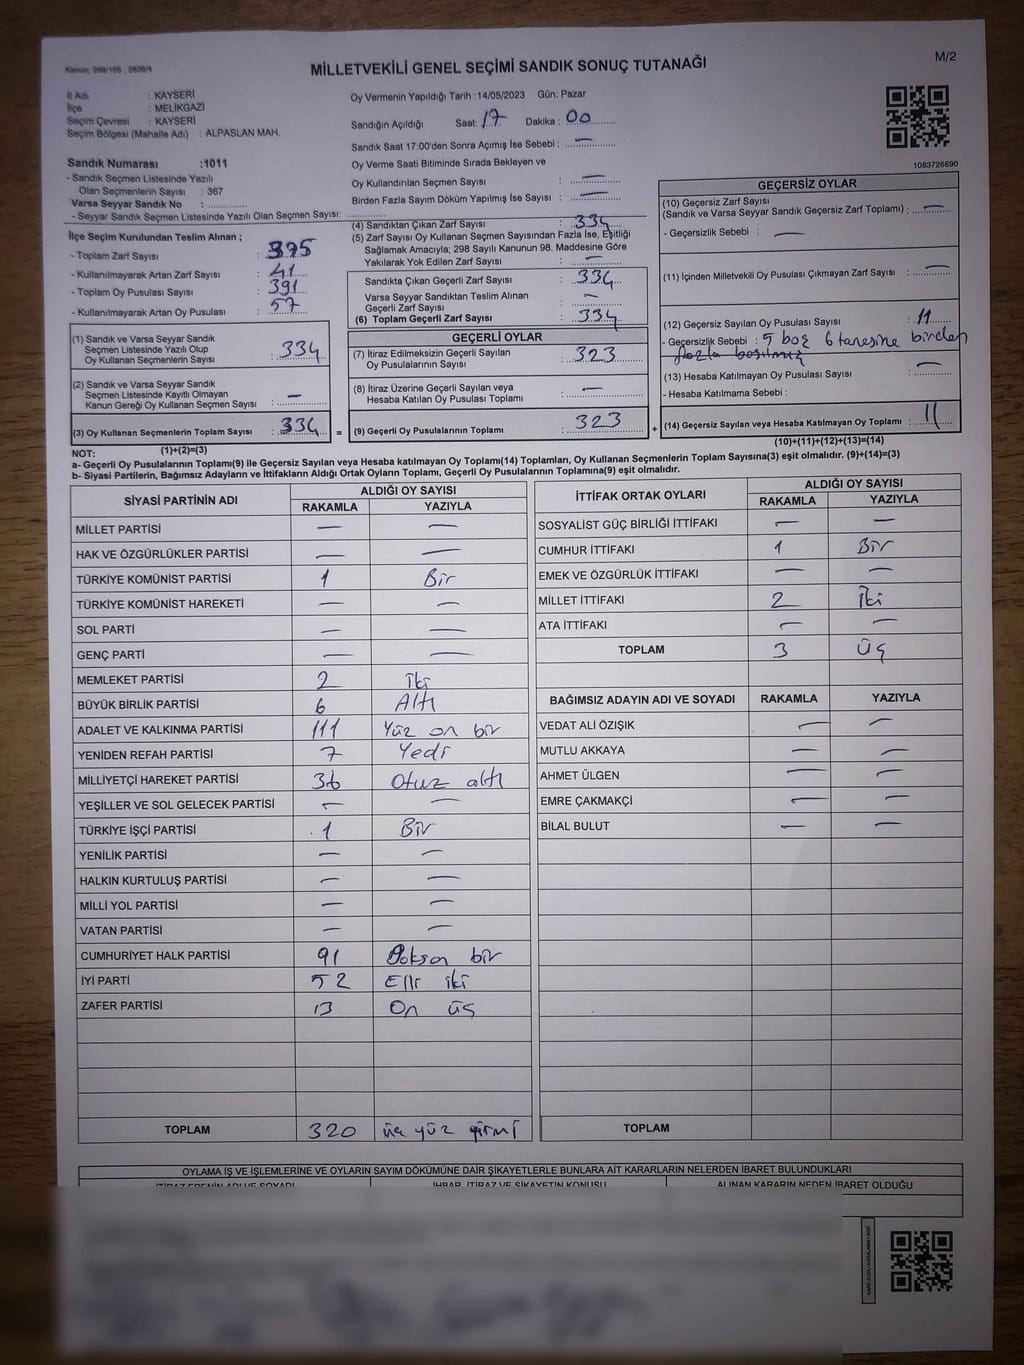 Kanun, 298/105 , 2839/4
M/2
MİLLETVEKİLİ GENEL SEÇİMİ SANDIK SONUÇ TUTANAĞI
İl Adı : KAYSERİ
İlçe : MELİKGAZİ
Seçim Çevresi : KAYSERİ
Seçim Bölgesi (Mahalle Adı) : ALPASLAN MAH.
Sandık Numarası :1011
- Sandık Seçmen Listesinde Yazılı
Olan Seçmenlerin Sayısı : 367
Varsa Seyyar Sandık No :
- Seyyar Sandık Seçmen Listesinde Yazılı Olan Seçmen Sayısı:
Oy Vermenin Yapıldığı Tarih :14/05/2023 Gün: Pazar
Sandığın Açıldığı Saat: 17 Dakika : 00
Sandık Saat 17:00'den Sonra Açımış İse Sebebi : —
Oy Verme Saati Bitiminde Sırada Bekleyen ve
Oy Kullandırılan Seçmen Sayısı : —
Birden Fazla Sayım Döküm Yapılmış İse Sayısı : —
1083726690
İlçe Seçim Kurulundan Teslim Alınan ;
- Toplam Zarf Sayısı : 375
- Kullanılmayarak Artan Zarf Sayısı : 41
- Toplam Oy Pusulası Sayısı : 391
- Kullanılmayarak Artan Oy Pusulası : 57
(1) Sandık ve Varsa Seyyar Sandık
Seçmen Listesinde Yazılı Olup
Oy Kullanan Seçmenlerin Sayısı : 334
(2) Sandık ve Varsa Seyyar Sandık
Seçmen Listesinde Kayıtlı Olmayan
Kanun Gereği Oy Kullanan Seçmen Sayısı : —
(3) Oy Kullanan Seçmenlerin Toplam Sayısı : 334 =
(1)+(2)=(3)
(4) Sandıktan Çıkan Zarf Sayısı : 334
(5) Zarf Sayısı Oy Kullanan Seçmen Sayısından Fazla İse, Eşitliği
Sağlamak Amacıyla; 298 Sayılı Kanunun 98. Maddesine Göre
Yakılarak Yok Edilen Zarf Sayısı : —
Sandıkta Çıkan Geçerli Zarf Sayısı : 334
Varsa Seyyar Sandıktan Teslim Alınan
Geçerli Zarf Sayısı : —
(6) Toplam Geçerli Zarf Sayısı : 334
GEÇERLİ OYLAR
(7) İtiraz Edilmeksizin Geçerli Sayılan
Oy Pusulalarının Sayısı : 323
(8) İtiraz Üzerine Geçerli Sayılan veya
Hesaba Katılan Oy Pusulası Toplamı : —
(9) Geçerli Oy Pusulalarının Toplamı : 323 +
GEÇERSİZ OYLAR
(10) Geçersiz Zarf Sayısı
(Sandık ve Varsa Seyyar Sandık Geçersiz Zarf Toplamı) : —
- Geçersizlik Sebebi : —
(11) İçinden Milletvekili Oy Pusulası Çıkmayan Zarf Sayısı : —
(12) Geçersiz Sayılan Oy Pusulası Sayısı : 11
- Geçersizlik Sebebi : 5 boş 6 tanesine birden
fazla basılmış
(13) Hesaba Katılmayan Oy Pusulası Sayısı : —
- Hesaba Katılmama Sebebi :
(14) Geçersiz Sayılan veya Hesaba Katılmayan Oy Toplamı : 11
(10)+(11)+(12)+(13)=(14)
NOT:
a- Geçerli Oy Pusulalarının Toplamı(9) ile Geçersiz Sayılan veya Hesaba katılmayan Oy Toplamı(14) Toplamları, Oy Kullanan Seçmenlerin Toplam Sayısına(3) eşit olmalıdır. (9)+(14)=(3)
b- Siyasi Partilerin, Bağımsız Adayların ve İttifakların Aldığı Ortak Oyların Toplamı, Geçerli Oy Pusulalarının Toplamına(9) eşit olmalıdır.
SİYASİ PARTİNİN ADI
ALDIĞI OY SAYISI
RAKAMLA YAZIYLA
MİLLET PARTİSİ — —
HAK VE ÖZGÜRLÜKLER PARTİSİ — —
TÜRKİYE KOMÜNİST PARTİSİ 1 Bir
TÜRKİYE KOMÜNİST HAREKETİ — —
SOL PARTİ — —
GENÇ PARTİ — —
MEMLEKET PARTİSİ 2 İki
BÜYÜK BİRLİK PARTİSİ 6 Altı
ADALET VE KALKINMA PARTİSİ 111 Yüz on bir
YENİDEN REFAH PARTİSİ 7 Yedi
MİLLİYETÇİ HAREKET PARTİSİ 36 Otuz altı
YEŞİLLER VE SOL GELECEK PARTİSİ — —
TÜRKİYE İŞÇİ PARTİSİ 1 Bir
YENİLİK PARTİSİ — —
HALKIN KURTULUŞ PARTİSİ — —
MİLLİ YOL PARTİSİ — —
VATAN PARTİSİ — —
CUMHURİYET HALK PARTİSİ 91 Doksan bir
İYİ PARTİ 52 Elli iki
ZAFER PARTİSİ 13 On üç
TOPLAM 320 üç yüz yirmi
İTTİFAK ORTAK OYLARI
ALDIĞI OY SAYISI
RAKAMLA YAZIYLA
SOSYALİST GÜÇ BİRLİĞİ İTTİFAKI — —
CUMHUR İTTİFAKI 1 Bir
EMEK VE ÖZGÜRLÜK İTTİFAKI — —
MİLLET İTTİFAKI 2 İki
ATA İTTİFAKI — —
TOPLAM 3 Üç
BAĞIMSIZ ADAYIN ADI VE SOYADI RAKAMLA YAZIYLA
VEDAT ALİ ÖZIŞIK — —
MUTLU AKKAYA — —
AHMET ÜLGEN — —
EMRE ÇAKMAKÇİ — —
BİLAL BULUT — —
TOPLAM
OYLAMA İŞ VE İŞLEMLERİNE VE OYLARIN SAYIM DÖKÜMÜNE DAİR ŞİKAYETLERLE BUNLARA AİT KARARLARIN NELERDEN İBARET BULUNDUKLARI
İTİRAZ EDENİN ADI VE SOYADI İHBAR, İTİRAZ VE ŞİKAYETİN KONUSU ALINAN KARARIN NEDEN İBARET OLDUĞU